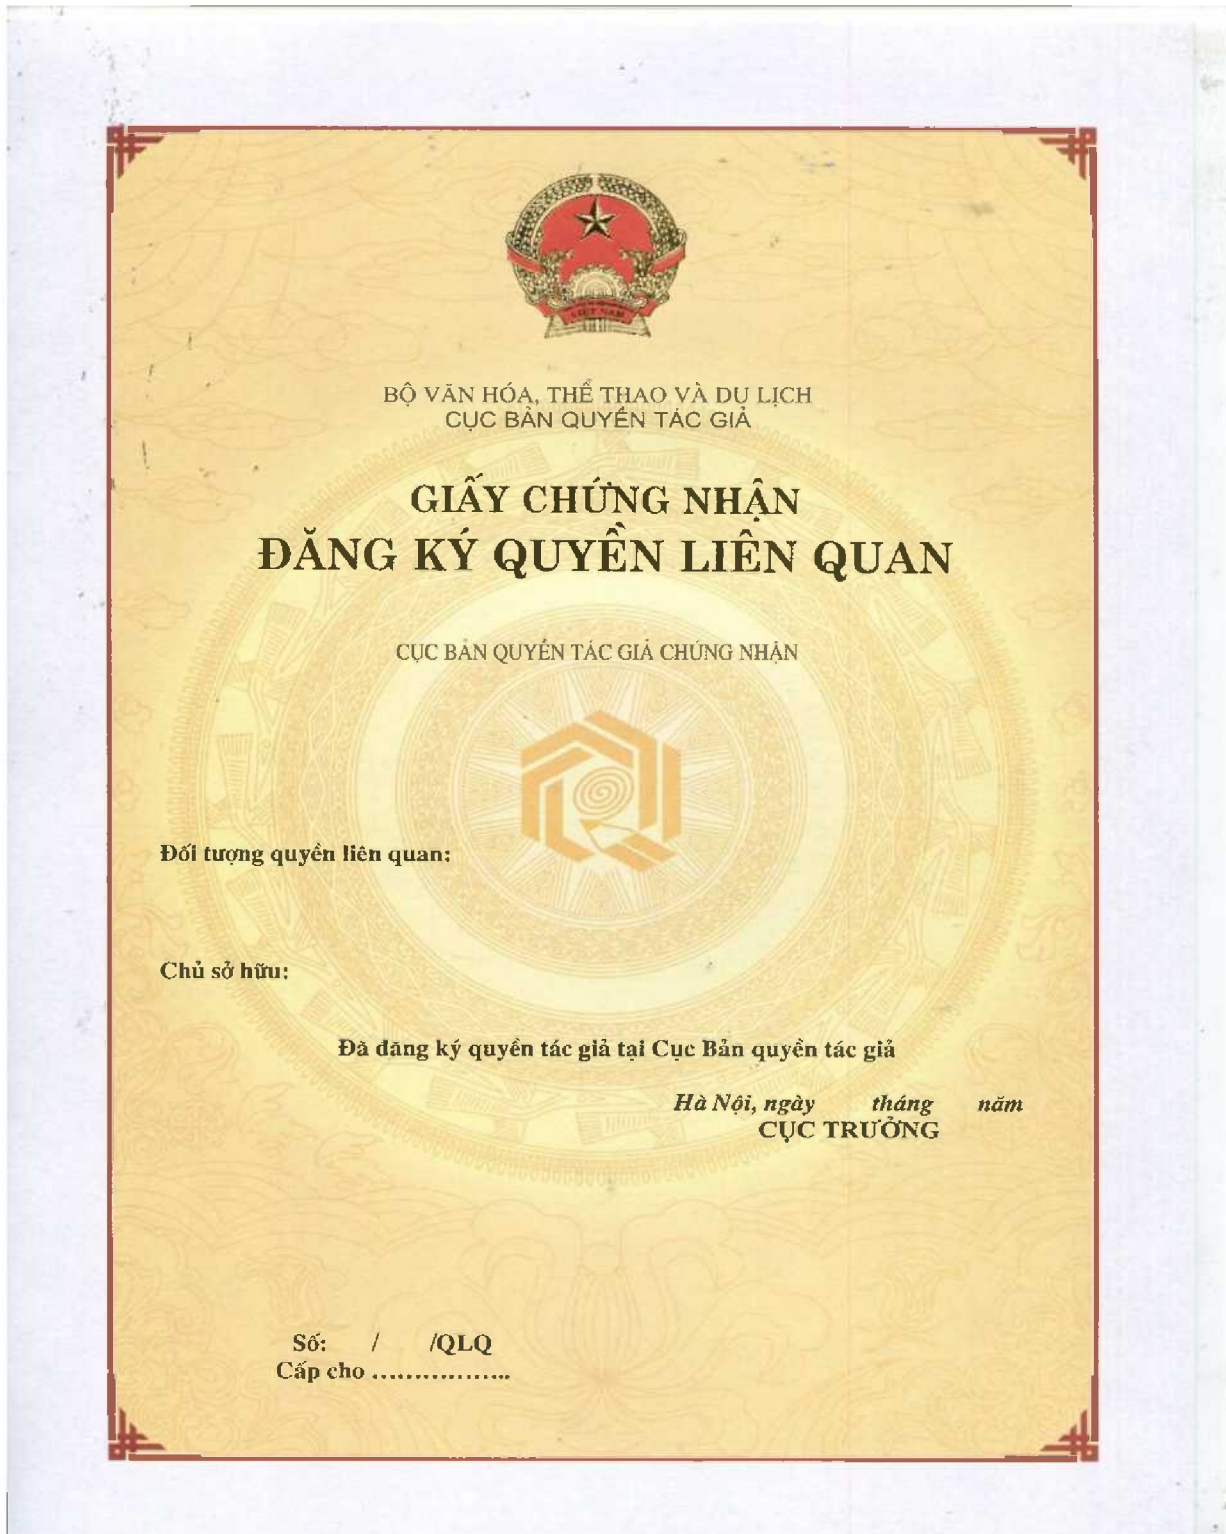 VIỆT NAM
BỘ VĂN HÓA, THỂ THAO VÀ DU LỊCH
CỤC BẢN QUYỀN TÁC GIẢ
GIẤY CHỨNG NHẬN
ĐĂNG KÝ QUYỀN LIÊN QUAN
CỤC BẢN QUYỀN TÁC GIẢ CHỨNG NHẬN
Đối tượng quyền liên quan:
Chủ sở hữu:
Đã đăng ký quyền tác giả tại Cục Bản quyền tác giả
Hà Nội, ngày tháng năm
CỤC TRƯỞNG
Số: / /QLQ
Cấp cho .................